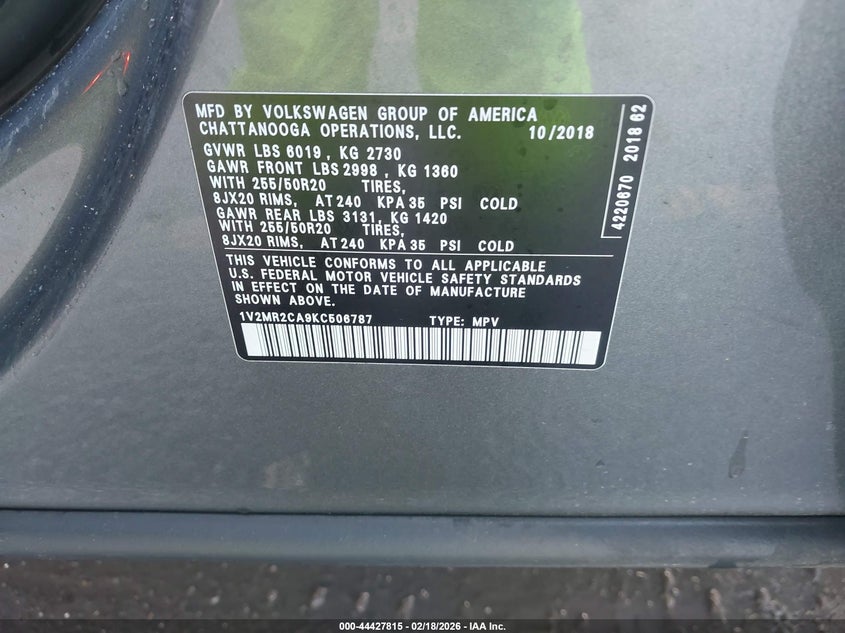 MFD BY VOLKSWAGEN GROUP OF AMERICA
CHATTANOOGA OPERATIONS, LLC. 10/2018
GVWR LBS 6019 , KG 2730
GAWR FRONT LBS 2998 , KG 1360
WITH 255/50R20 TIRES,
8JX20 RIMS, AT 240 KPA 35 PSI COLD
GAWR REAR LBS 3131, KG 1420
WITH 255/50R20 TIRES,
8JX20 RIMS, AT 240 KPA 35 PSI COLD
THIS VEHICLE CONFORMS TO ALL APPLICABLE
U.S. FEDERAL MOTOR VEHICLE SAFETY STANDARDS
IN EFFECT ON THE DATE OF MANUFACTURE
SHOWN ABOVE.
1V2MR2CA9KC506787 TYPE: MPV
4220670 2018 62
000-44427815 - 02/18/2026 - IAA Inc.